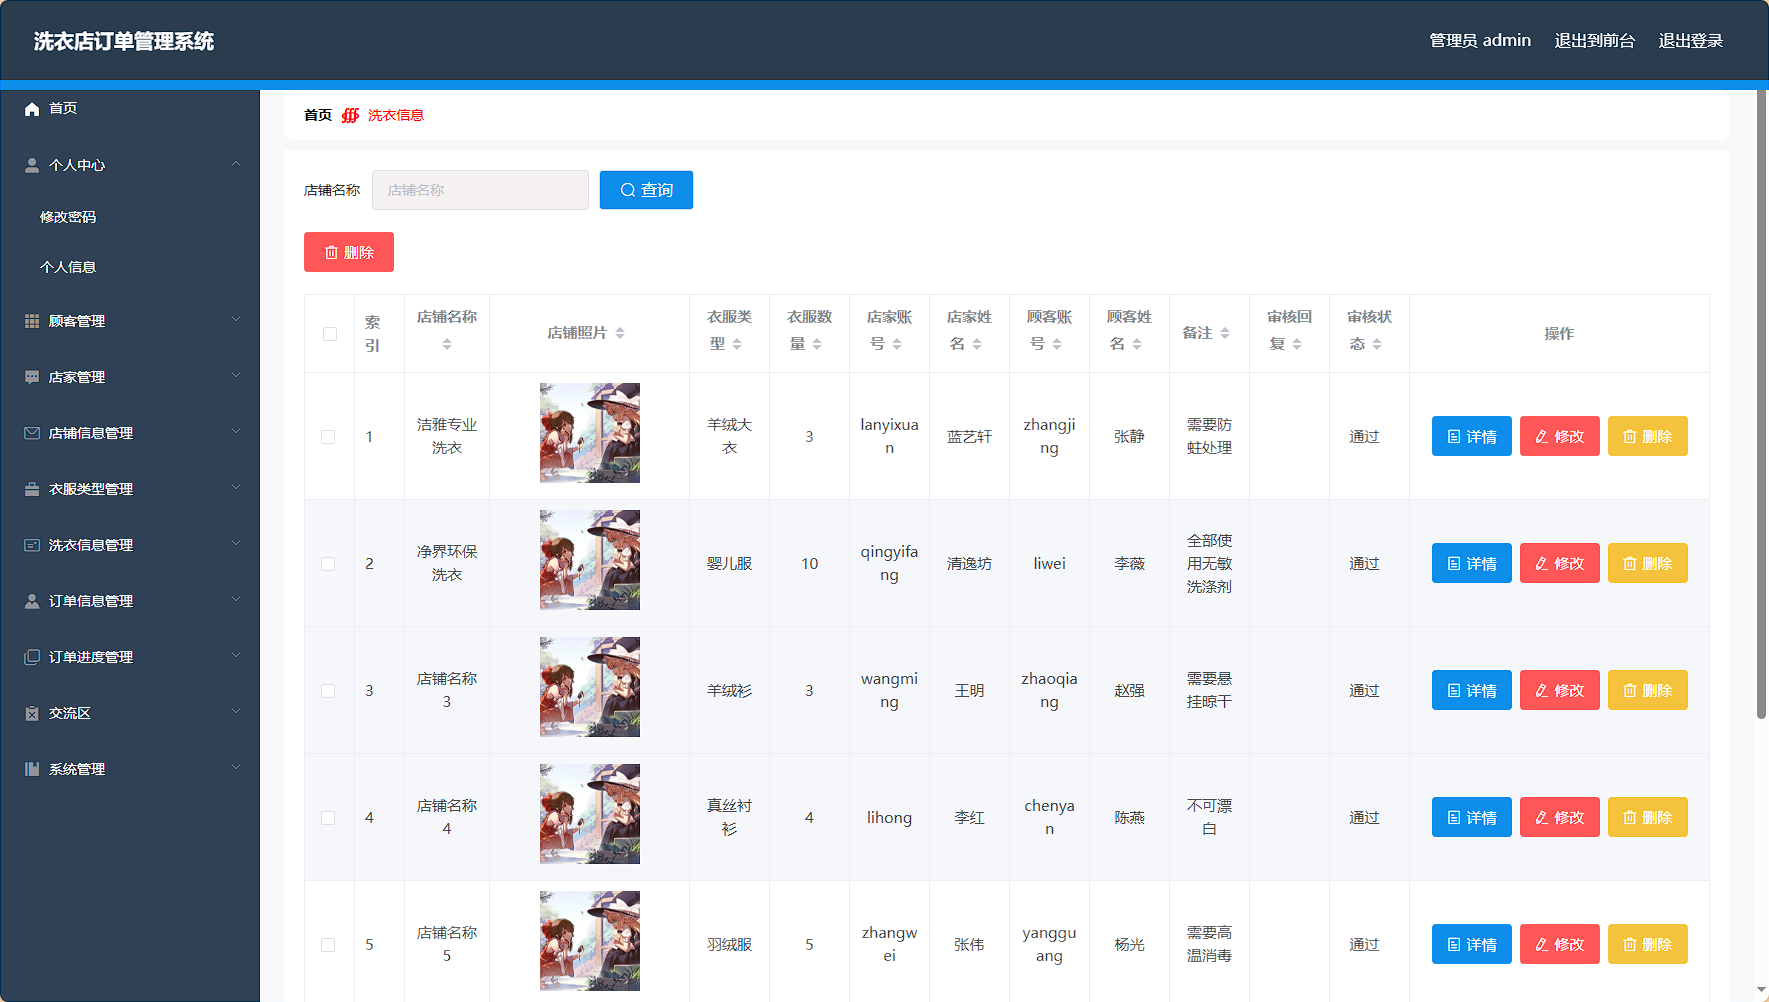 洗衣店订单管理系统
管理员 admin 退出到前台 退出登录
首页
个人中心
修改密码
个人信息
顾客管理
店家管理
店铺信息管理
衣服类型管理
洗衣信息管理
订单信息管理
订单进度管理
交流区
系统管理
首页 洗衣信息
店铺名称 店铺名称 查询
删除
索引 店铺名称 店铺照片 衣服类型 衣服数量 店家账号 店家姓名 顾客账号 顾客姓名 备注 审核回复 审核状态 操作
1 洁雅专业洗衣 羊绒大衣 3 lanyixuan 蓝艺轩 zhangjing 张静 需要防蛀处理 通过 详情 修改 删除
2 净界环保洗衣 婴儿服 10 qingyifang 清逸坊 liwei 李薇 全部使用无敏洗涤剂 通过 详情 修改 删除
3 店铺名称3 羊绒衫 3 wangming 王明 zhaoqiang 赵强 需要悬挂晾干 通过 详情 修改 删除
4 店铺名称4 真丝衬衫 4 lihong 李红 chenyan 陈燕 不可漂白 通过 详情 修改 删除
5 店铺名称5 羽绒服 5 zhangwei 张伟 yangguang 杨光 需要高温消毒 通过 详情 修改 删除